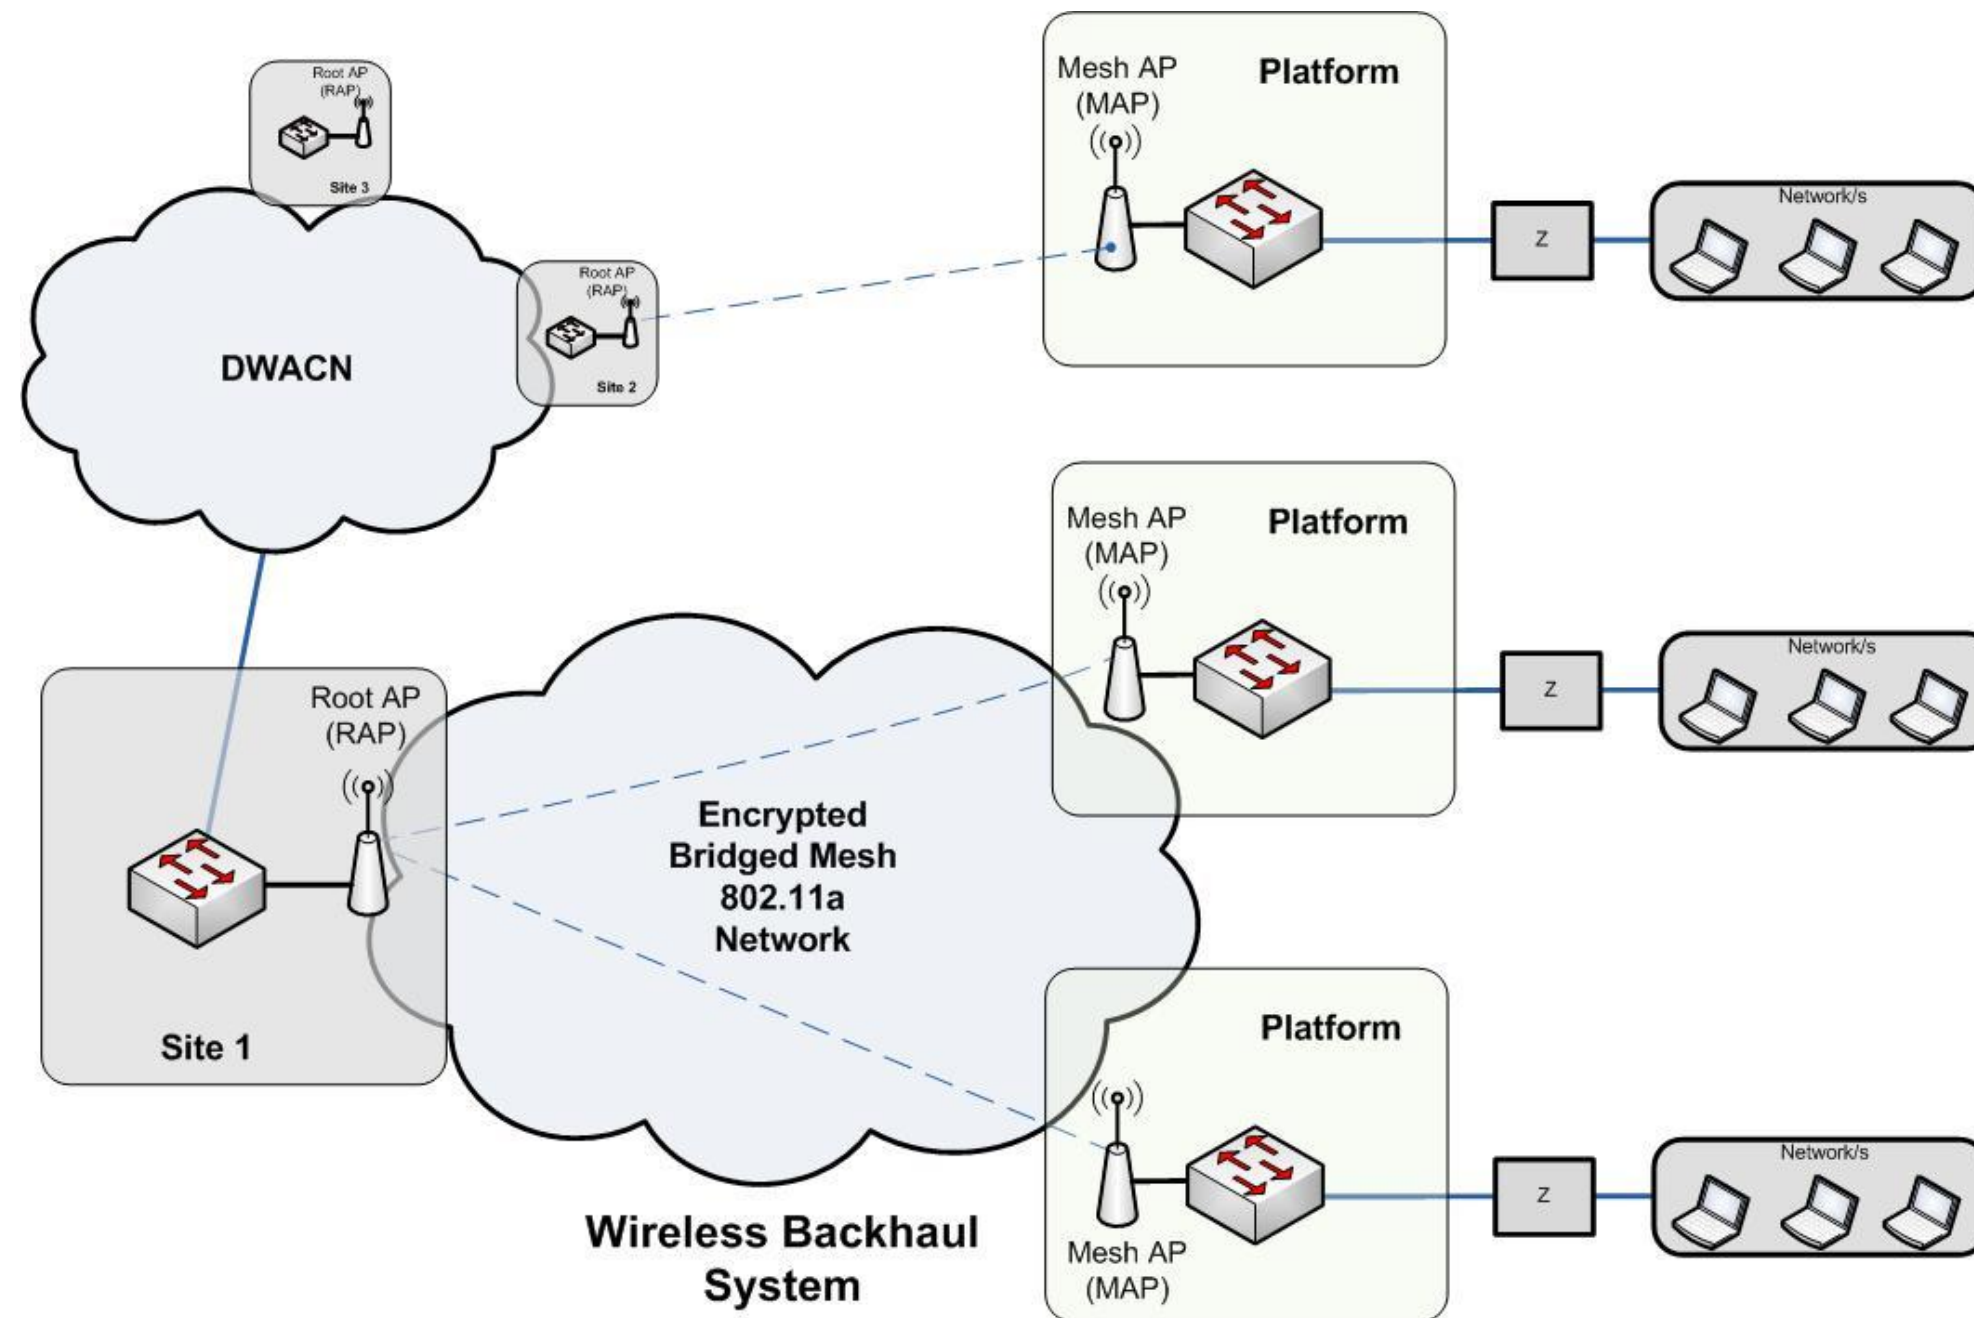 Root AP
(RAP)
Site 3
Root AP
(RAP)
Site 2
DWACN
Mesh AP
(MAP)
Platform
Z
Network/s
Mesh AP
(MAP)
Platform
Z
Network/s
Root AP
(RAP)
Site 1
Encrypted
Bridged Mesh
802.11a
Network
Platform
Mesh AP
(MAP)
Z
Network/s
Wireless Backhaul
System